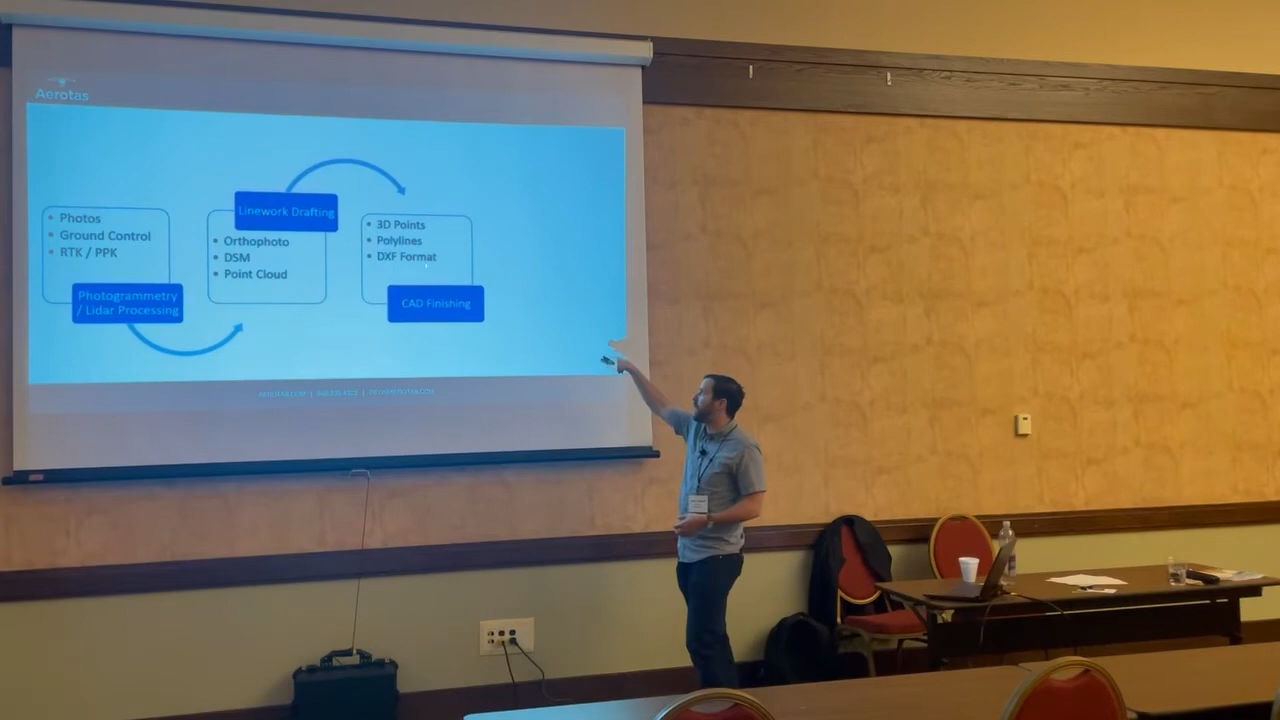 Aerotas
• Photos
• Ground Control
• RTK / PPK
Photogrammetry
/ Lidar Processing
Linework Drafting
• Orthophoto
• DSM
• Point Cloud
• 3D Points
• Polylines
• DXF Format
CAD Finishing